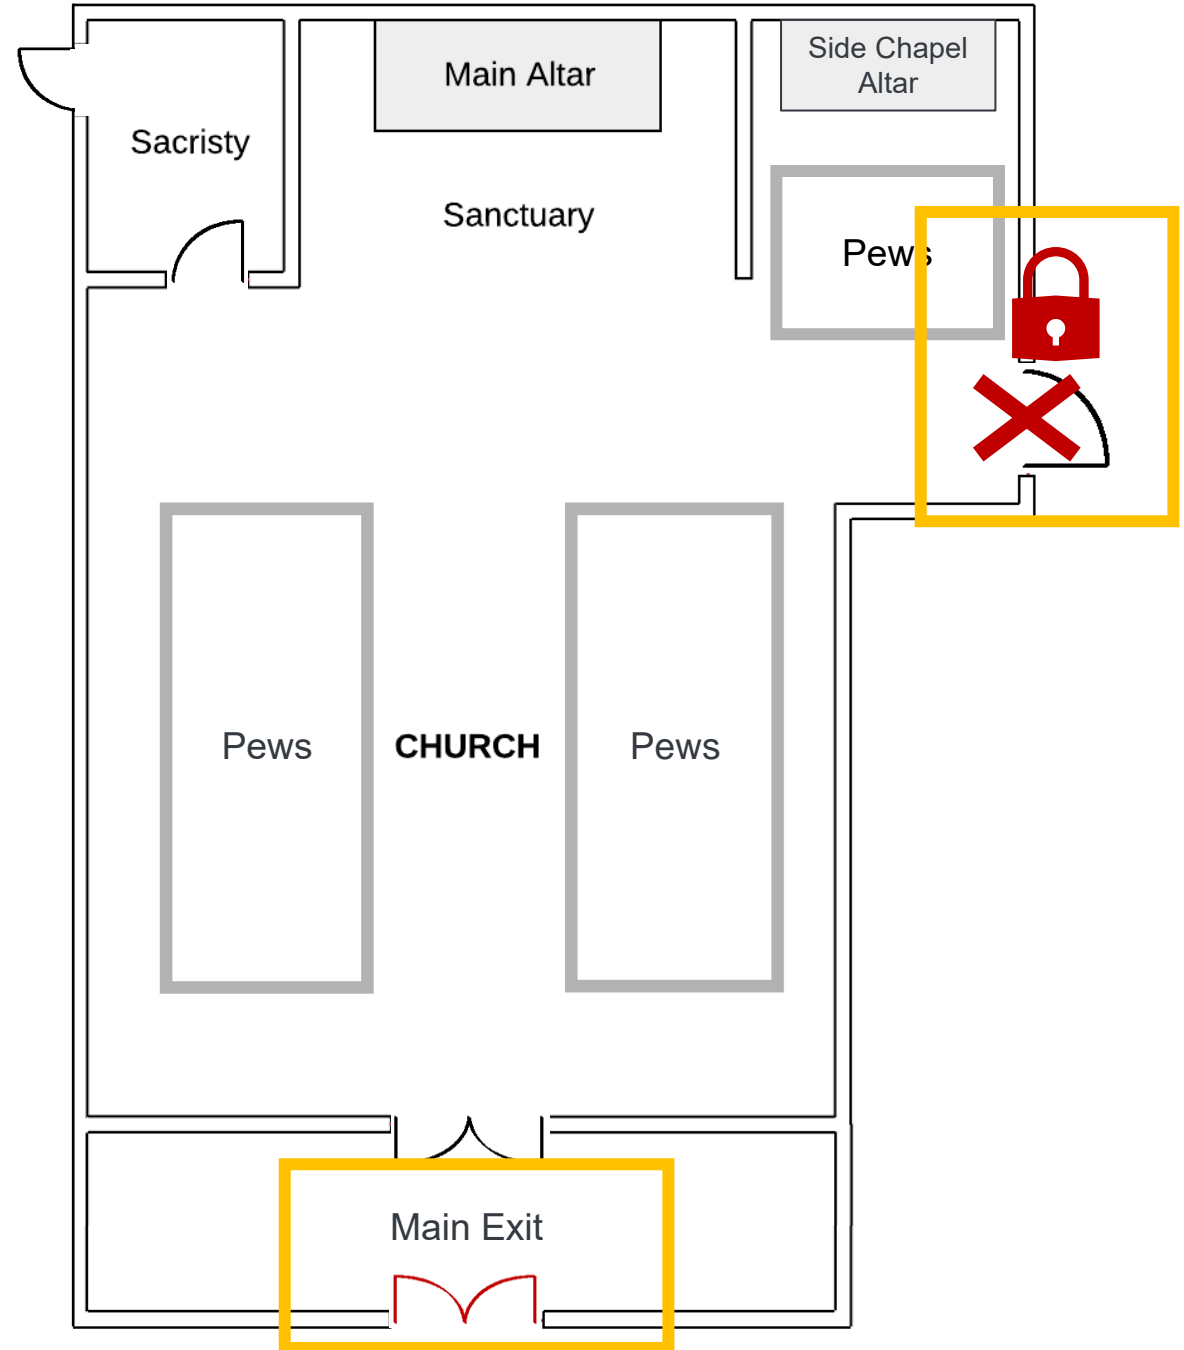 Main Altar
Side Chapel
Altar
Sacristy
Sanctuary
Pews
Pews
CHURCH
Pews
Main Exit